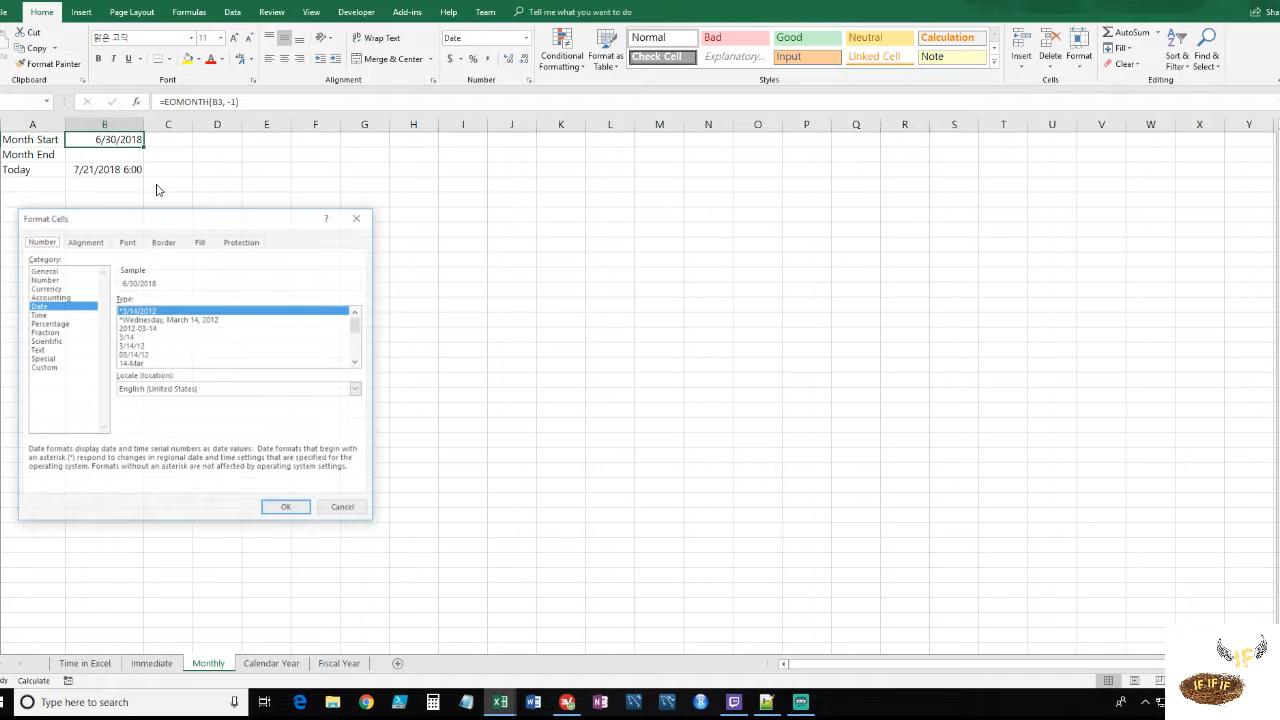 Home Insert Page Layout Formulas Data Review View Developer Add-ins Help Team Tell me what you want to do Sha
Cut
Copy
Format Painter
맑은 고딕 11
B I U
Wrap Text
Merge & Center
Date
$ %
Conditional Formatting
Format as Table
Normal Bad Good Neutral Calculation
Check Cell Explanatory... Input Linked Cell Note
Insert Delete Format
AutoSum
Fill
Clear
Sort & Filter
Find & Select
Font Alignment Number Styles Cells Editing
fx =EOMONTH(B3, -1)
A B C D E F G H I J K L M N O P Q R S T U V W X Y
Month Start 6/30/2018
Month End
Today 7/21/2018 6:00
Format Cells ?
Number Alignment Font Border Fill Protection
Category:
General
Number
Currency
Accounting
Date
Time
Percentage
Fraction
Scientific
Text
Special
Custom
Sample
6/30/2018
Type:
*3/14/2012
*Wednesday, March 14, 2012
2012-03-14
3/14
3/14/12
03/14/12
14-Mar
Locale (location):
English (United States)
Date formats display date and time serial numbers as date values. Date formats that begin with
an asterisk (*) respond to changes in regional date and time settings that are specified for the
operating system. Formats without an asterisk are not affected by operating system settings.
OK Cancel
Time in Excel Immediate Monthly Calendar Year Fiscal Year
Calculate
Type here to search
IF
IF IF IF